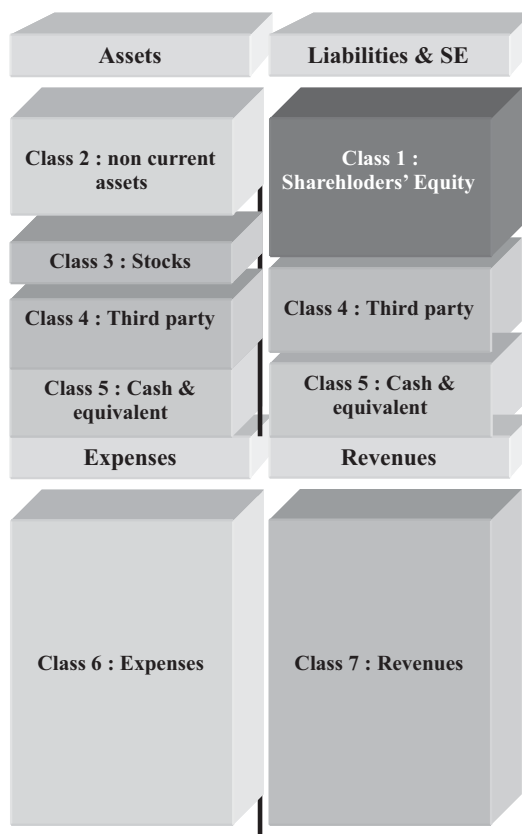 Assets
Liabilities & SE
Class 2 : non current
assets
Class 1 :
Sharehloders’ Equity
Class 3 : Stocks
Class 4 : Third party
Class 4 : Third party
Class 5 : Cash &
equivalent
Class 5 : Cash &
equivalent
Expenses
Revenues
Class 6 : Expenses
Class 7 : Revenues